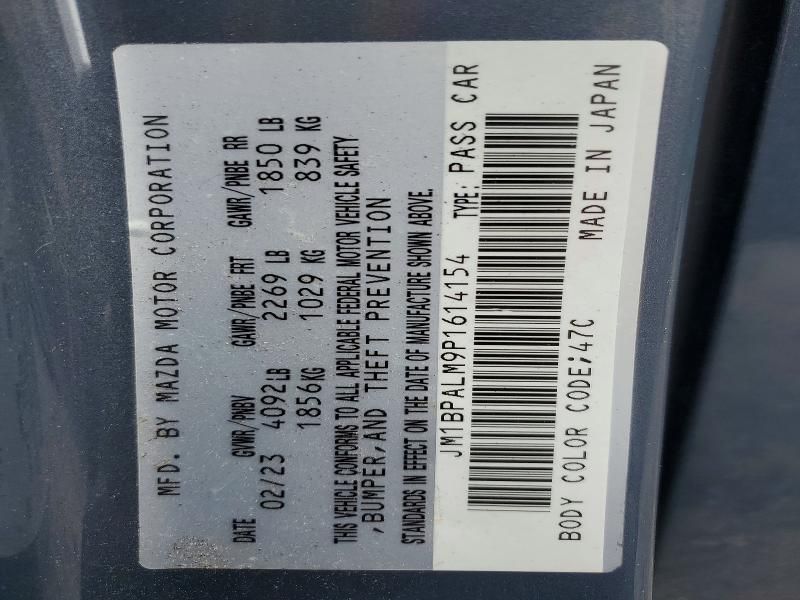 MFD. BY MAZDA MOTOR CORPORATION
DATE GVWR/PNBV GAWR/PNBE FRT GAWR/PNBE RR
02/23 4092LB 2269 LB 1850 LB
1856KG 1029 KG 839 KG
THIS VEHICLE CONFORMS TO ALL APPLICABLE FEDERAL MOTOR VEHICLE SAFETY
,BUMPER,AND THEFT PREVENTION
STANDARDS IN EFFECT ON THE DATE OF MANUFACTURE SHOWN ABOVE.
JM1BPALM9P1614154 TYPE: PASS CAR
BODY COLOR CODE;47C MADE IN JAPAN